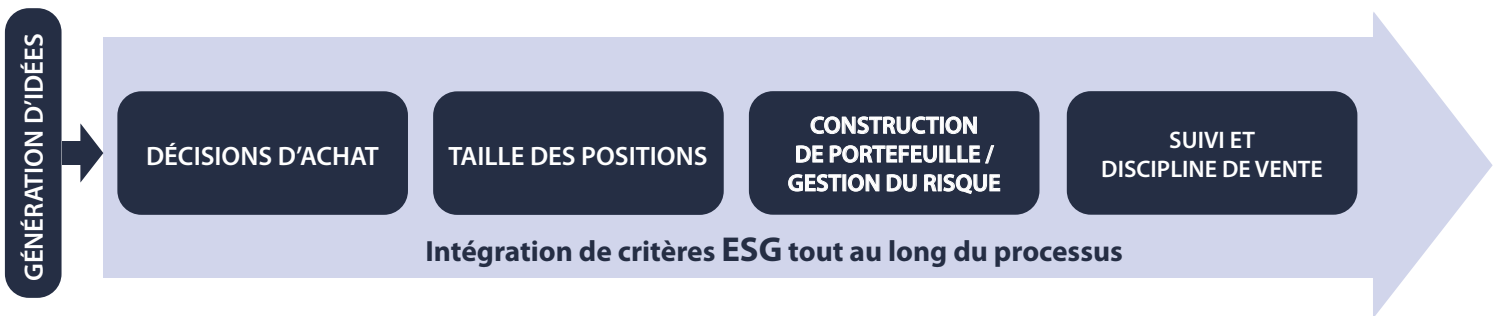 GÉNÉRATION D'IDÉES
DÉCISIONS D'ACHAT
TAILLE DES POSITIONS
CONSTRUCTION
DE PORTEFEUILLE /
GESTION DU RISQUE
SUIVI ET
DISCIPLINE DE VENTE
Intégration de critères ESG tout au long du processus